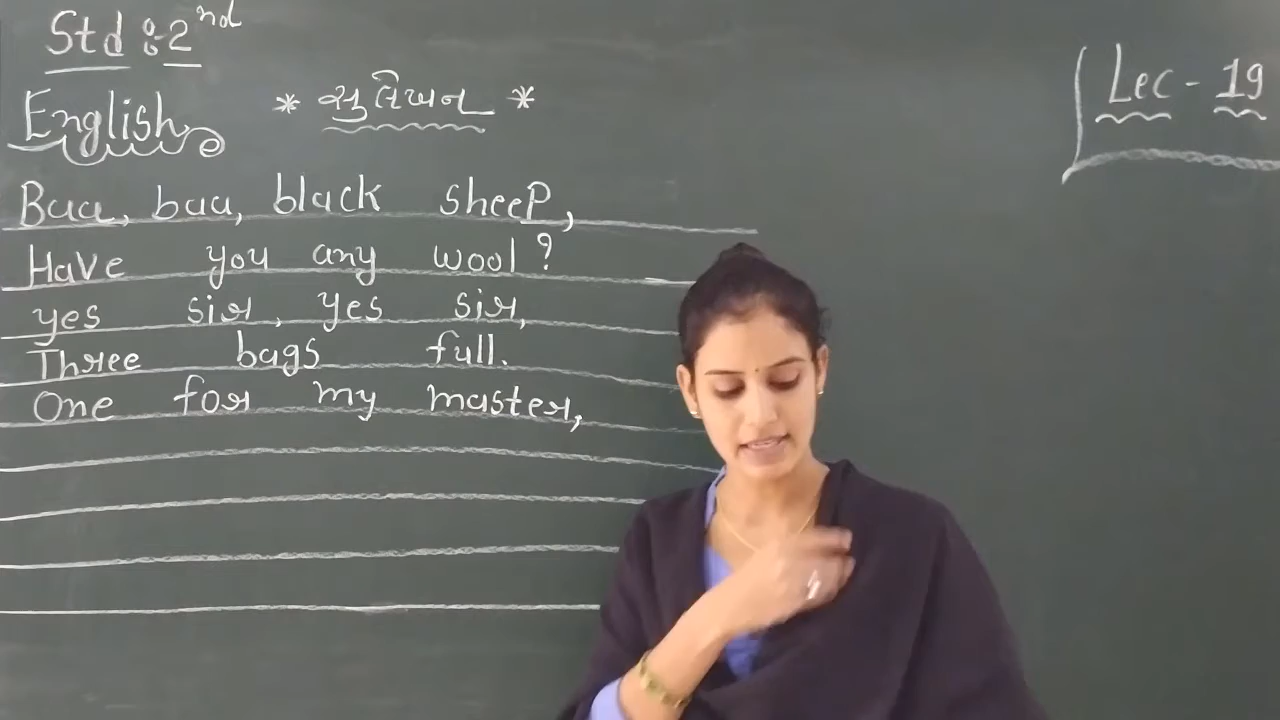 Std : 2nd
Lec - 19
English
* સુલેખન *
Baa, baa, black sheep,
Have you any wool?
yes sir, yes sir,
Three bags full.
One for my master,